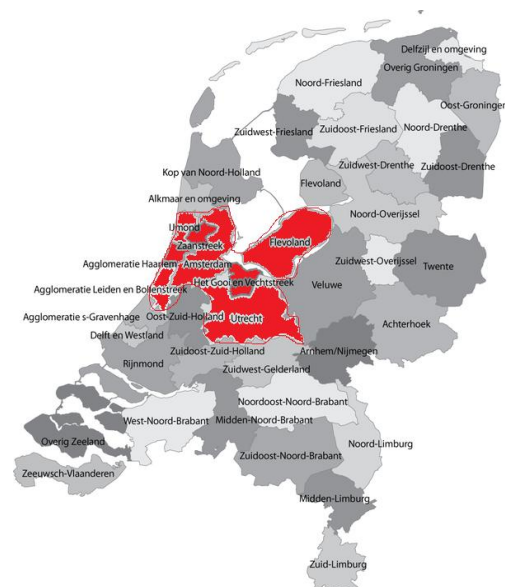 Delfzijl en omgeving
Overig Groningen
Noord-Friesland
Oost-Groningen
Zuidwest-Friesland
Zuidoost-Friesland
Noord-Drenthe
Zuidwest-Drenthe
Zuidoost-Drenthe
Kop van Noord-Holland
Flevoland
Alkmaar en omgeving
Noord-Overijssel
IJmond
Zaanstreek
Flevoland
Agglomeratie Haarlem
Amsterdam
Zuidwest-Overijssel
Twente
Het Gooi en Vechtstreek
Veluwe
Agglomeratie Leiden en Bollenstreek
Agglomeratie s-Gravenhage
Oost-Zuid-Holland
Utrecht
Achterhoek
Delft en Westland
Zuidoost-Zuid-Holland
Arnhem/Nijmegen
Rijnmond
Zuidwest-Gelderland
Noordoost-Noord-Brabant
West-Noord-Brabant
Midden-Noord-Brabant
Overig Zeeland
Noord-Limburg
Zuidoost-Noord-Brabant
Zeeuwsch-Vlaanderen
Midden-Limburg
Zuid-Limburg